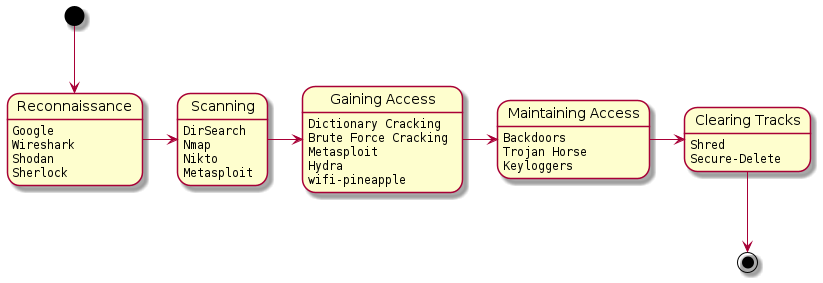 Reconnaissance
Google
Wireshark
Shodan
Sherlock
Scanning
DirSearch
Nmap
Nikto
Metasploit
Gaining Access
Dictionary Cracking
Brute Force Cracking
Metasploit
Hydra
wifi-pineapple
Maintaining Access
Backdoors
Trojan Horse
Keyloggers
Clearing Tracks
Shred
Secure-Delete